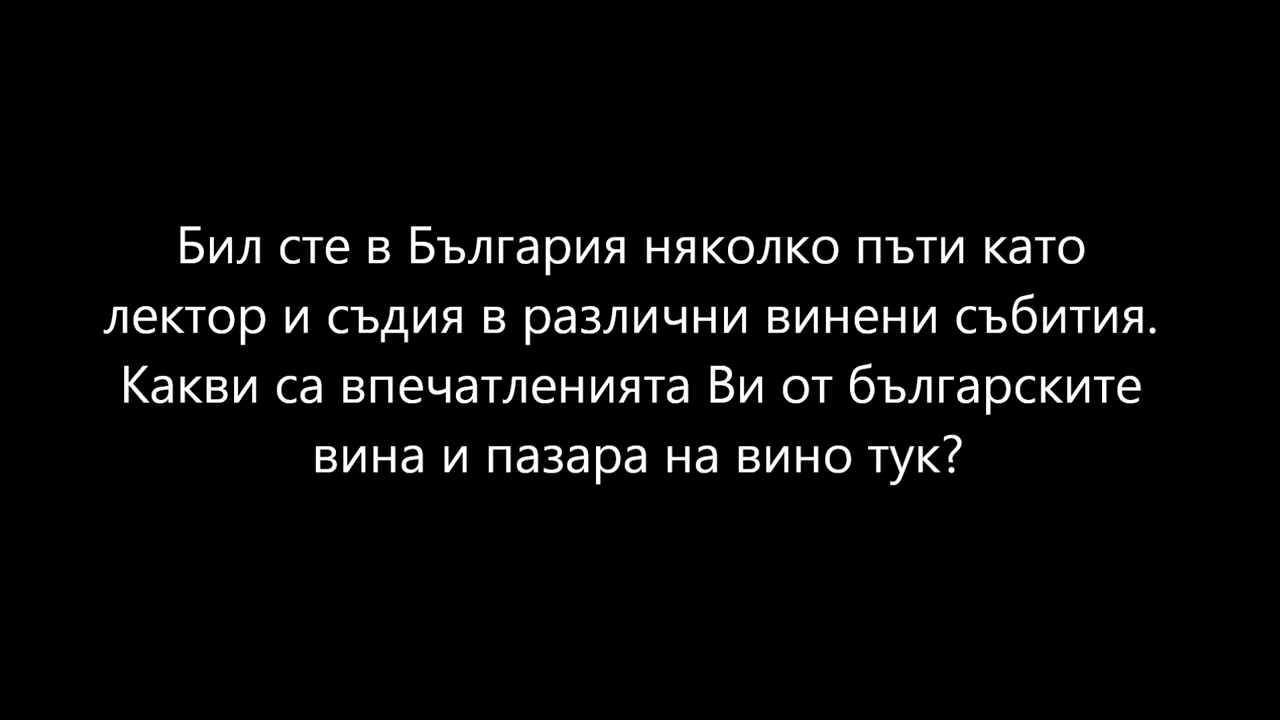 Бил сте в България няколко пъти като
лектор и съдия в различни винени събития.
Какви са впечатленията Ви от българските
вина и пазара на вино тук?